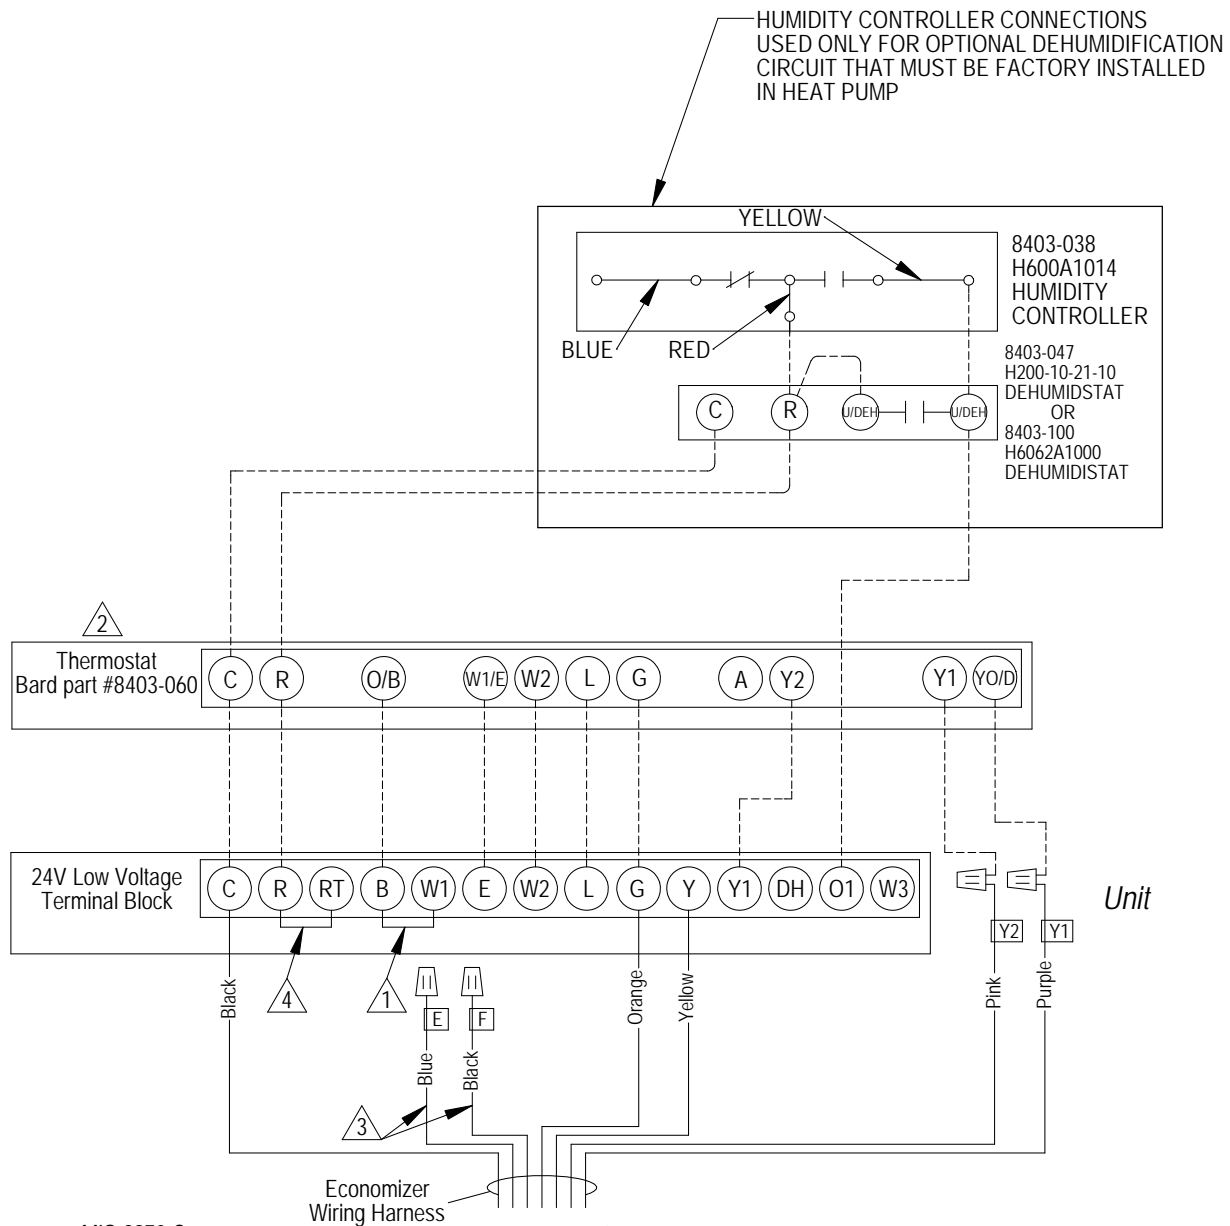 HUMIDITY CONTROLLER CONNECTIONS
USED ONLY FOR OPTIONAL DEHUMIDIFICATION
CIRCUIT THAT MUST BE FACTORY INSTALLED
IN HEAT PUMP
YELLOW
8403-038
H600A1014
HUMIDITY
CONTROLLER
BLUE
RED
8403-047
H200-10-21-10
DEHUMIDSTAT
OR
8403-100
H6062A1000
DEHUMIDISTAT
C R U/DEH U/DEH
2
Thermostat
Bard part #8403-060
C R O/B W1/E W2 L G A Y2 Y1 YO/D
24V Low Voltage
Terminal Block
C R RT B W1 E W2 L G Y Y1 DH O1 W3
Unit
Y2 Y1
4 1
Black
E F
Blue
Black
Orange
Yellow
Pink
Purple
3
Economizer
Wiring Harness